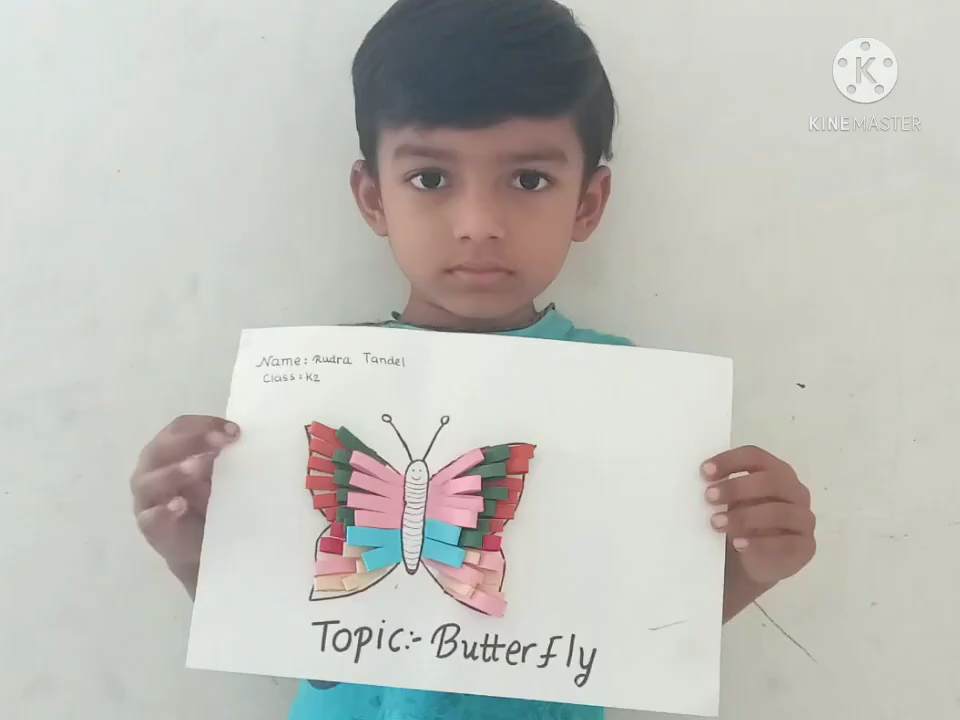 KINEMASTER
Name: Rudra Tandel
Class: K2
Topic:- Butterfly